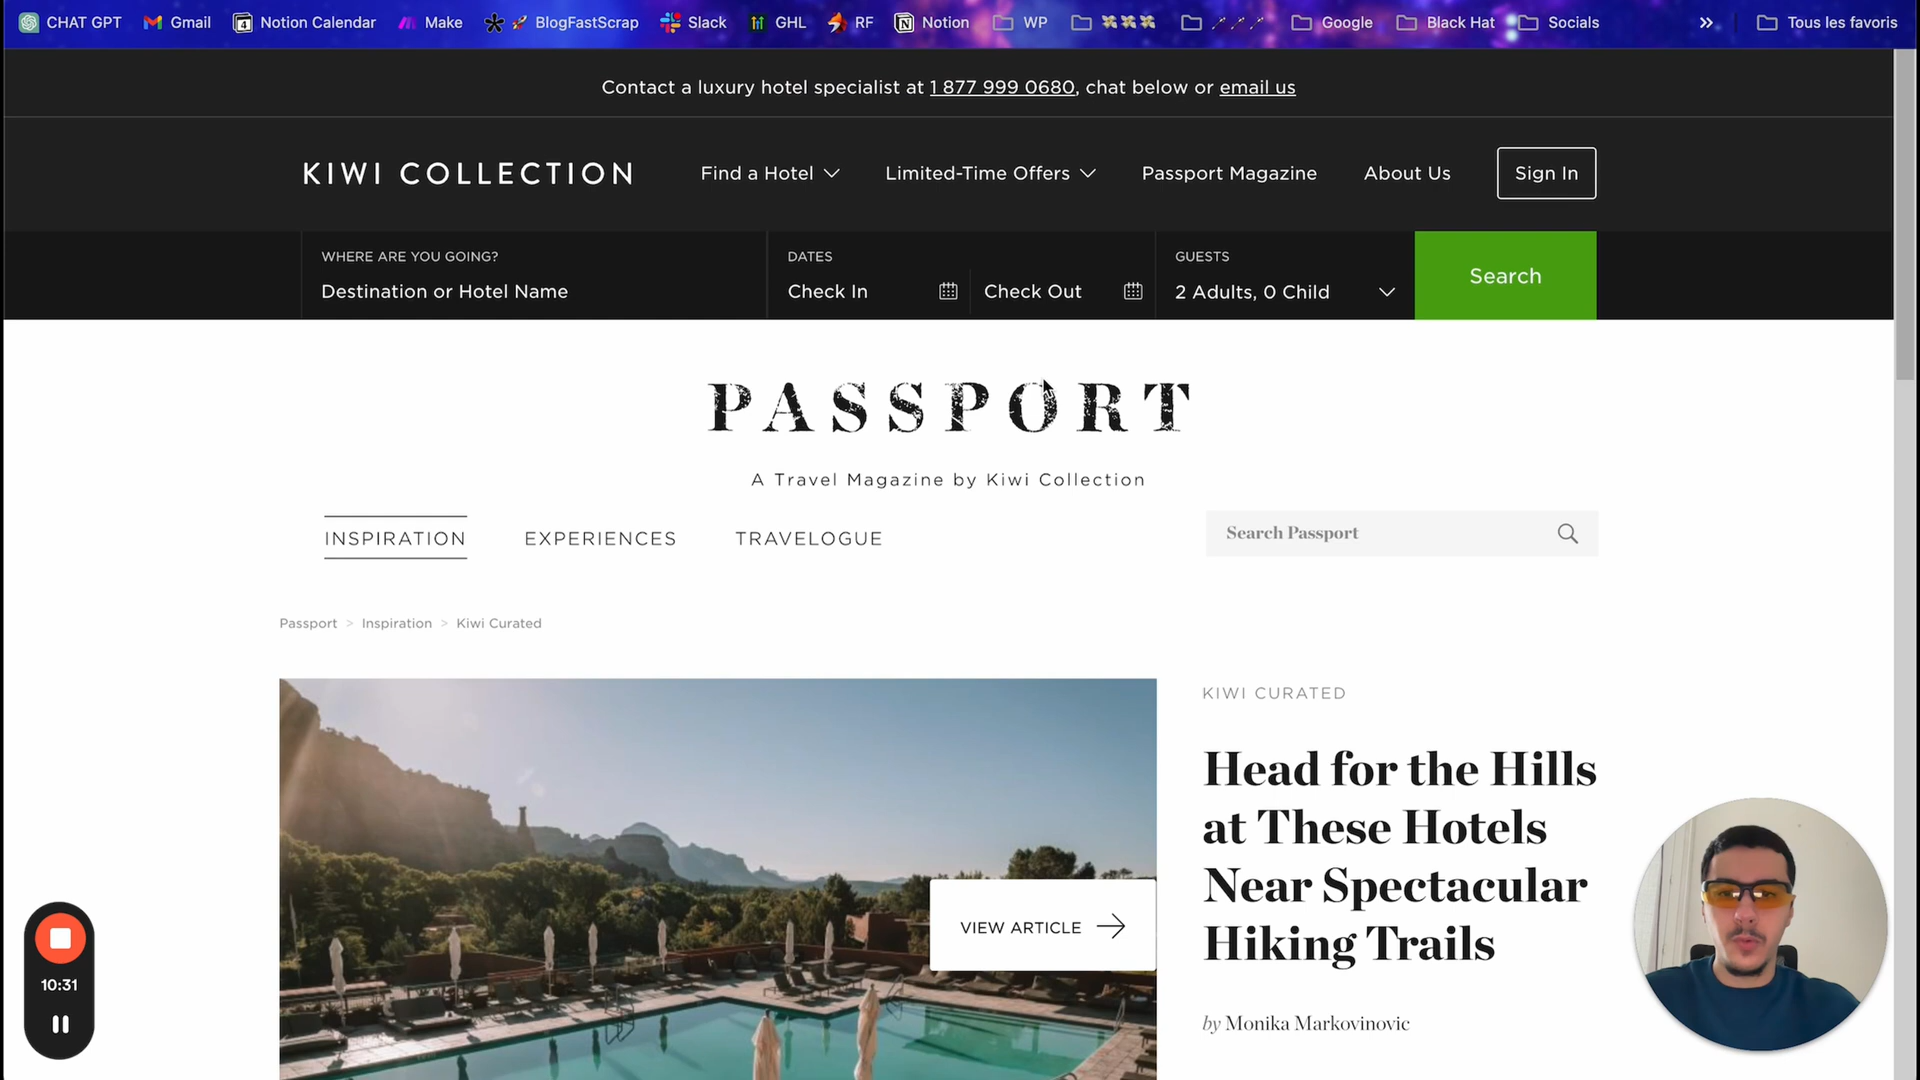 CHAT GPT Gmail 4 Notion Calendar Make BlogFastScrap Slack GHL RF Notion WP Google Black Hat Socials Tous les favoris
Contact a luxury hotel specialist at 1 877 999 0680, chat below or email us
KIWI COLLECTION Find a Hotel Limited-Time Offers Passport Magazine About Us Sign In
WHERE ARE YOU GOING? DATES GUESTS
Destination or Hotel Name Check In Check Out 2 Adults, 0 Child Search
PASSPORT
A Travel Magazine by Kiwi Collection
INSPIRATION EXPERIENCES TRAVELOGUE Search Passport
Passport > Inspiration > Kiwi Curated
KIWI CURATED
Head for the Hills
at These Hotels
Near Spectacular
Hiking Trails
VIEW ARTICLE
by Monika Markovinovic
10:31